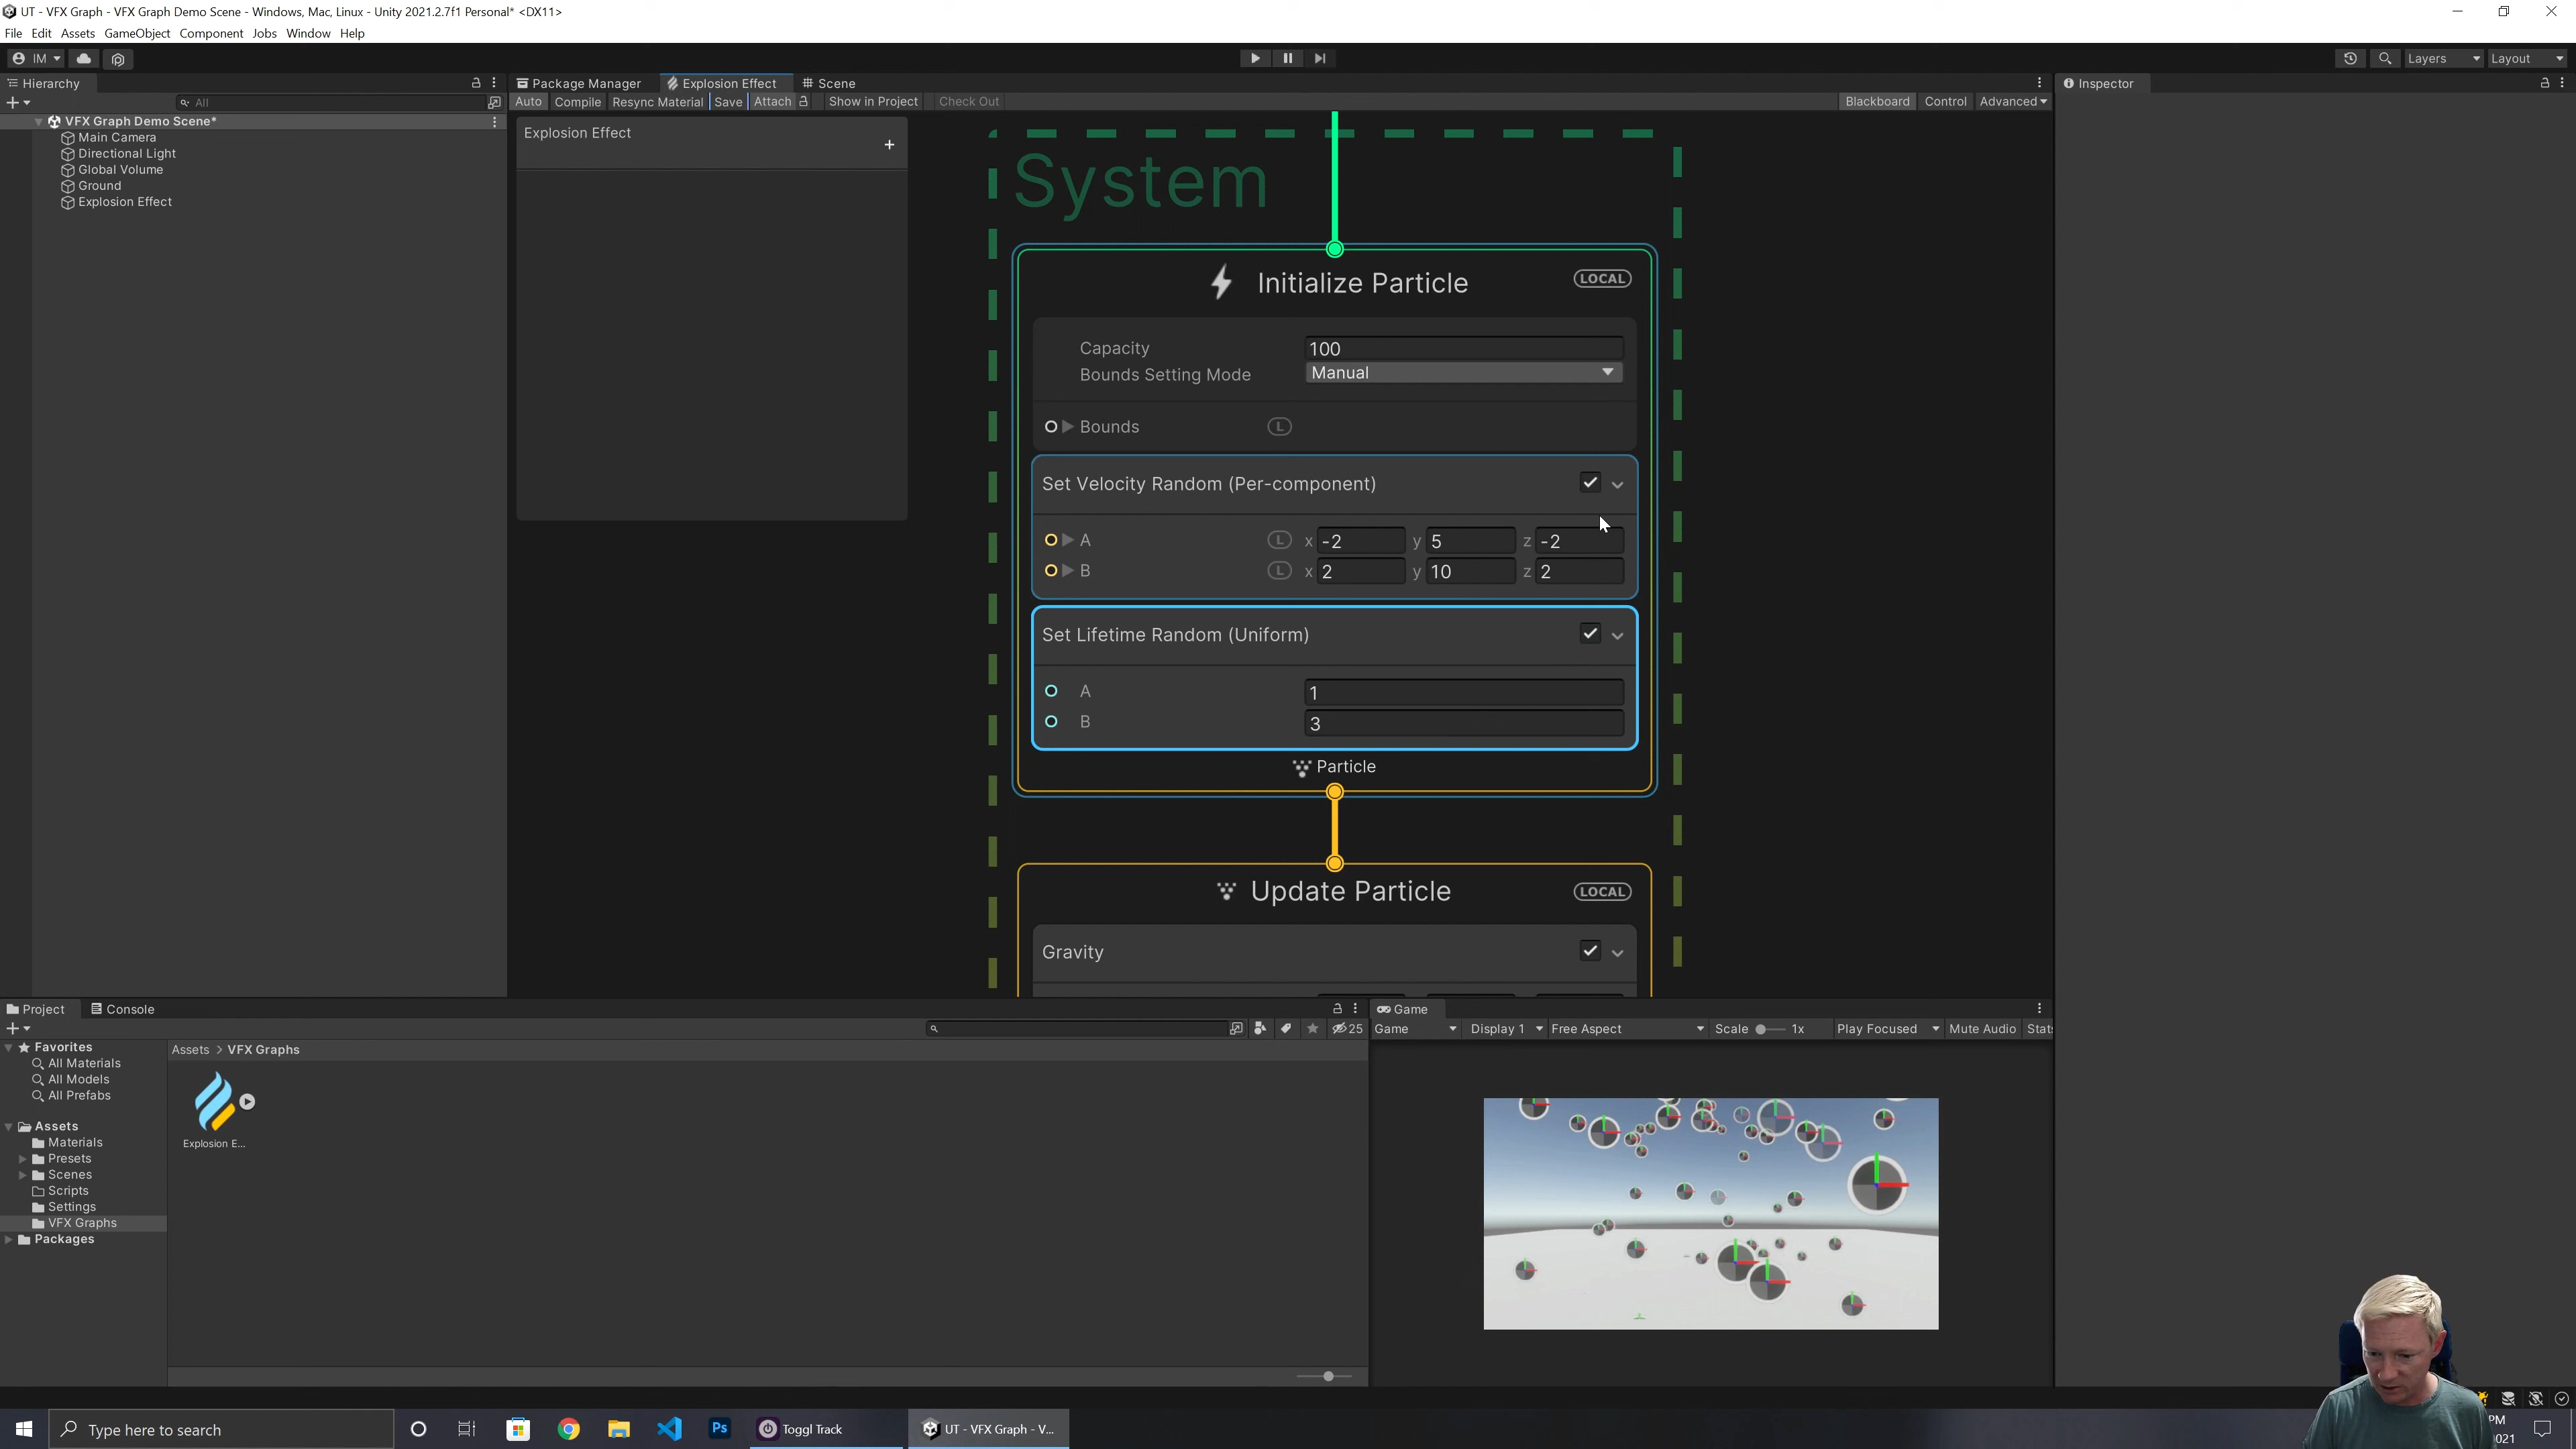 UT - VFX Graph - VFX Graph Demo Scene - Windows, Mac, Linux - Unity 2021.2.7f1 Personal* <DX11>
File Edit Assets GameObject Component Jobs Window Help
IM Layers Layout
Hierarchy Package Manager Explosion Effect Scene Inspector
All Auto Compile Resync Material Save Attach Show in Project Check Out Blackboard Control Advanced
VFX Graph Demo Scene*
Main Camera
Directional Light
Global Volume
Ground
Explosion Effect
Explosion Effect
System
Initialize Particle LOCAL
Capacity 100
Bounds Setting Mode Manual
Bounds L
Set Velocity Random (Per-component)
A L x -2 y 5 z -2
B L x 2 y 10 z 2
Set Lifetime Random (Uniform)
A 1
B 3
Particle
Update Particle LOCAL
Gravity
Project Console
25
Favorites
All Materials
All Models
All Prefabs
Assets
Materials
Presets
Scenes
Scripts
Settings
VFX Graphs
Packages
Assets > VFX Graphs
Explosion E...
Game
Game Display 1 Free Aspect Scale 1x Play Focused Mute Audio Stats
Type here to search
Ps
Toggl Track
UT - VFX Graph - V...
PM
021